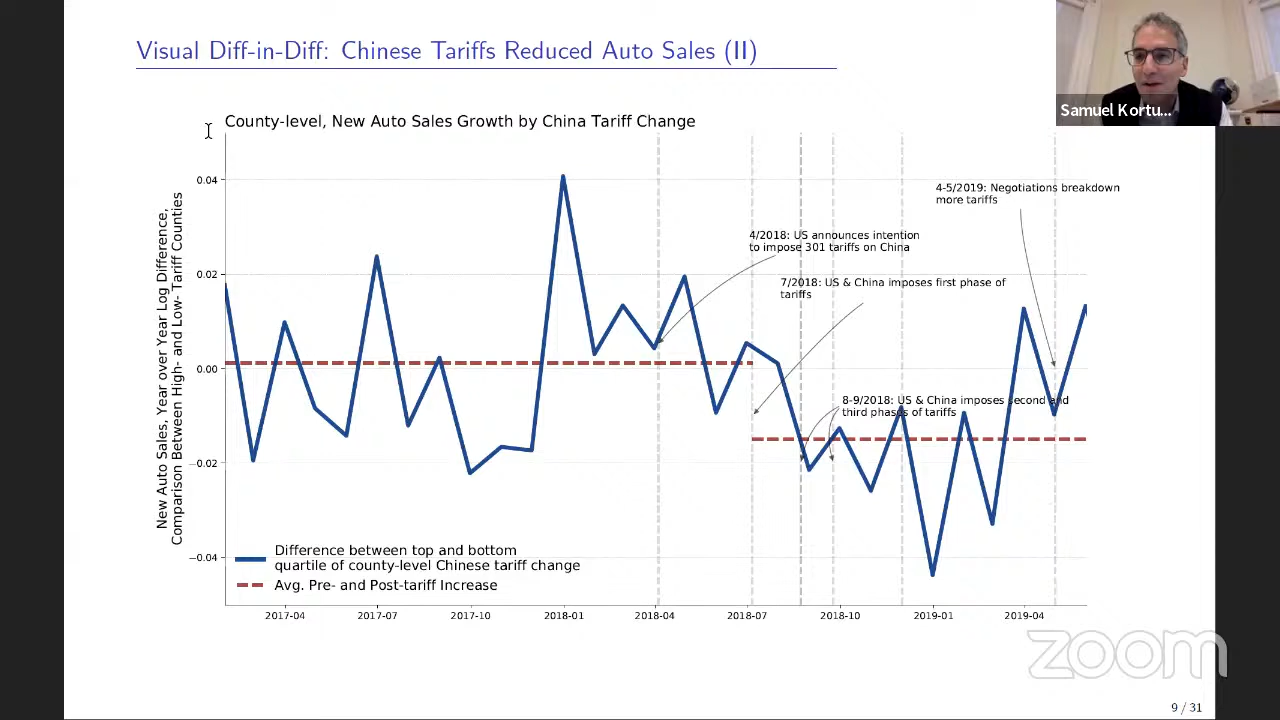 Visual Diff-in-Diff: Chinese Tariffs Reduced Auto Sales (II)
Samuel Kortu...
County-level, New Auto Sales Growth by China Tariff Change
New Auto Sales, Year over Year Log Difference,
Comparison Between High- and Low- Tariff Counties
0.04
0.02
0.00
−0.02
−0.04
4-5/2019: Negotiations breakdown
more tariffs
4/2018: US announces intention
to impose 301 tariffs on China
7/2018: US & China imposes first phase of
tariffs
8-9/2018: US & China imposes second and
third phases of tariffs
Difference between top and bottom
quartile of county-level Chinese tariff change
Avg. Pre- and Post-tariff Increase
2017-04
2017-07
2017-10
2018-01
2018-04
2018-07
2018-10
2019-01
2019-04
zoom
9 / 31